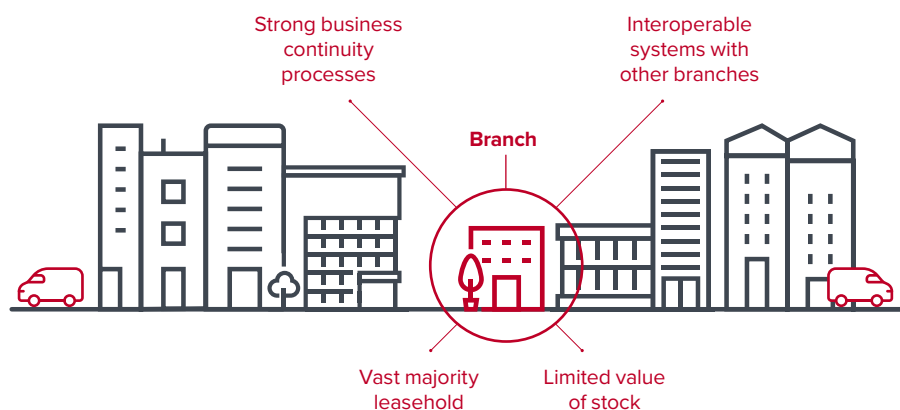 Strong business
continuity
processes
Interoperable
systems with
other branches
Branch
Vast majority
leasehold
Limited value
of stock